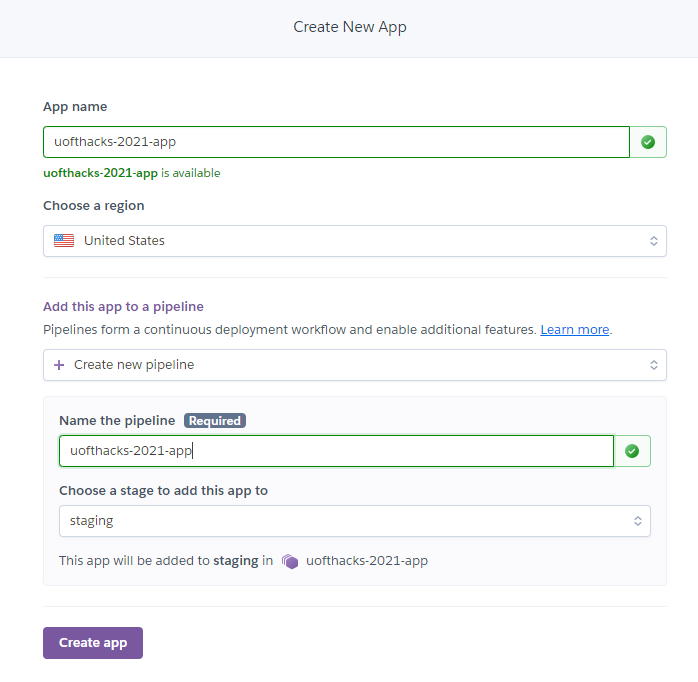 Create New App
App name
uofthacks-2021-app
uofthacks-2021-app is available
Choose a region
United States
Add this app to a pipeline
Pipelines form a continuous deployment workflow and enable additional features. Learn more.
Create new pipeline
Name the pipeline Required
uofthacks-2021-app
Choose a stage to add this app to
staging
This app will be added to staging in uofthacks-2021-app
Create app